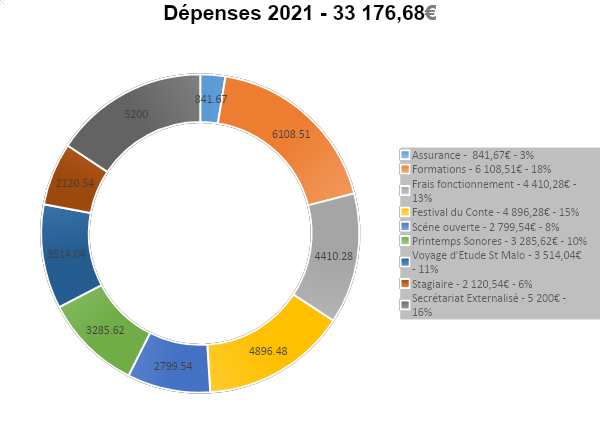 Dépenses 2021 - 33 176,68€
841.67
5200
6108.51
2120.54
3514.04
4410.28
3285.62
4896.48
2799.54
Assurance -  841,67€ - 3%
Formations - 6 108,51€ - 18%
Frais fonctionnement - 4 410,28€ -
13%
Festival du Conte - 4 896,28€ - 15%
Scéne ouverte - 2 799,54€ - 8%
Printemps Sonores - 3 285,62€ - 10%
Voyage d'Etude St Malo - 3 514,04€
- 11%
Stagiaire - 2 120,54€ - 6%
Secrétariat Externalisé - 5 200€ -
16%